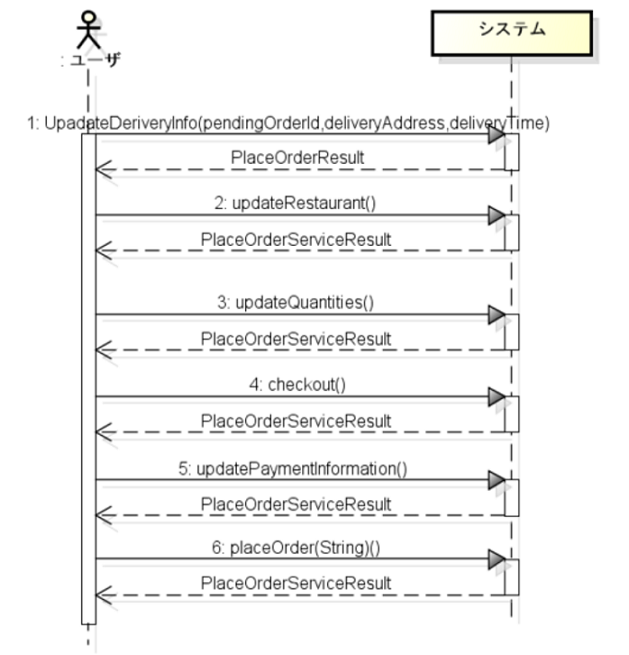 : ユーザ
システム
1: UpadateDeriveryInfo(pendingOrderId,deliveryAddress,deliveryTime)
PlaceOrderResult
2: updateRestaurant()
PlaceOrderServiceResult
3: updateQuantities()
PlaceOrderServiceResult
4: checkout()
PlaceOrderServiceResult
5: updatePaymentInformation()
PlaceOrderServiceResult
6: placeOrder(String)()
PlaceOrderServiceResult